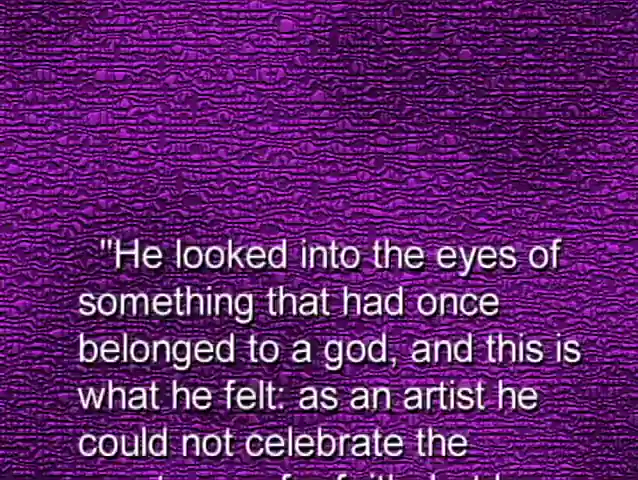 "He looked into the eyes of
something that had once
belonged to a god, and this is
what he felt: as an artist he
could not celebrate the